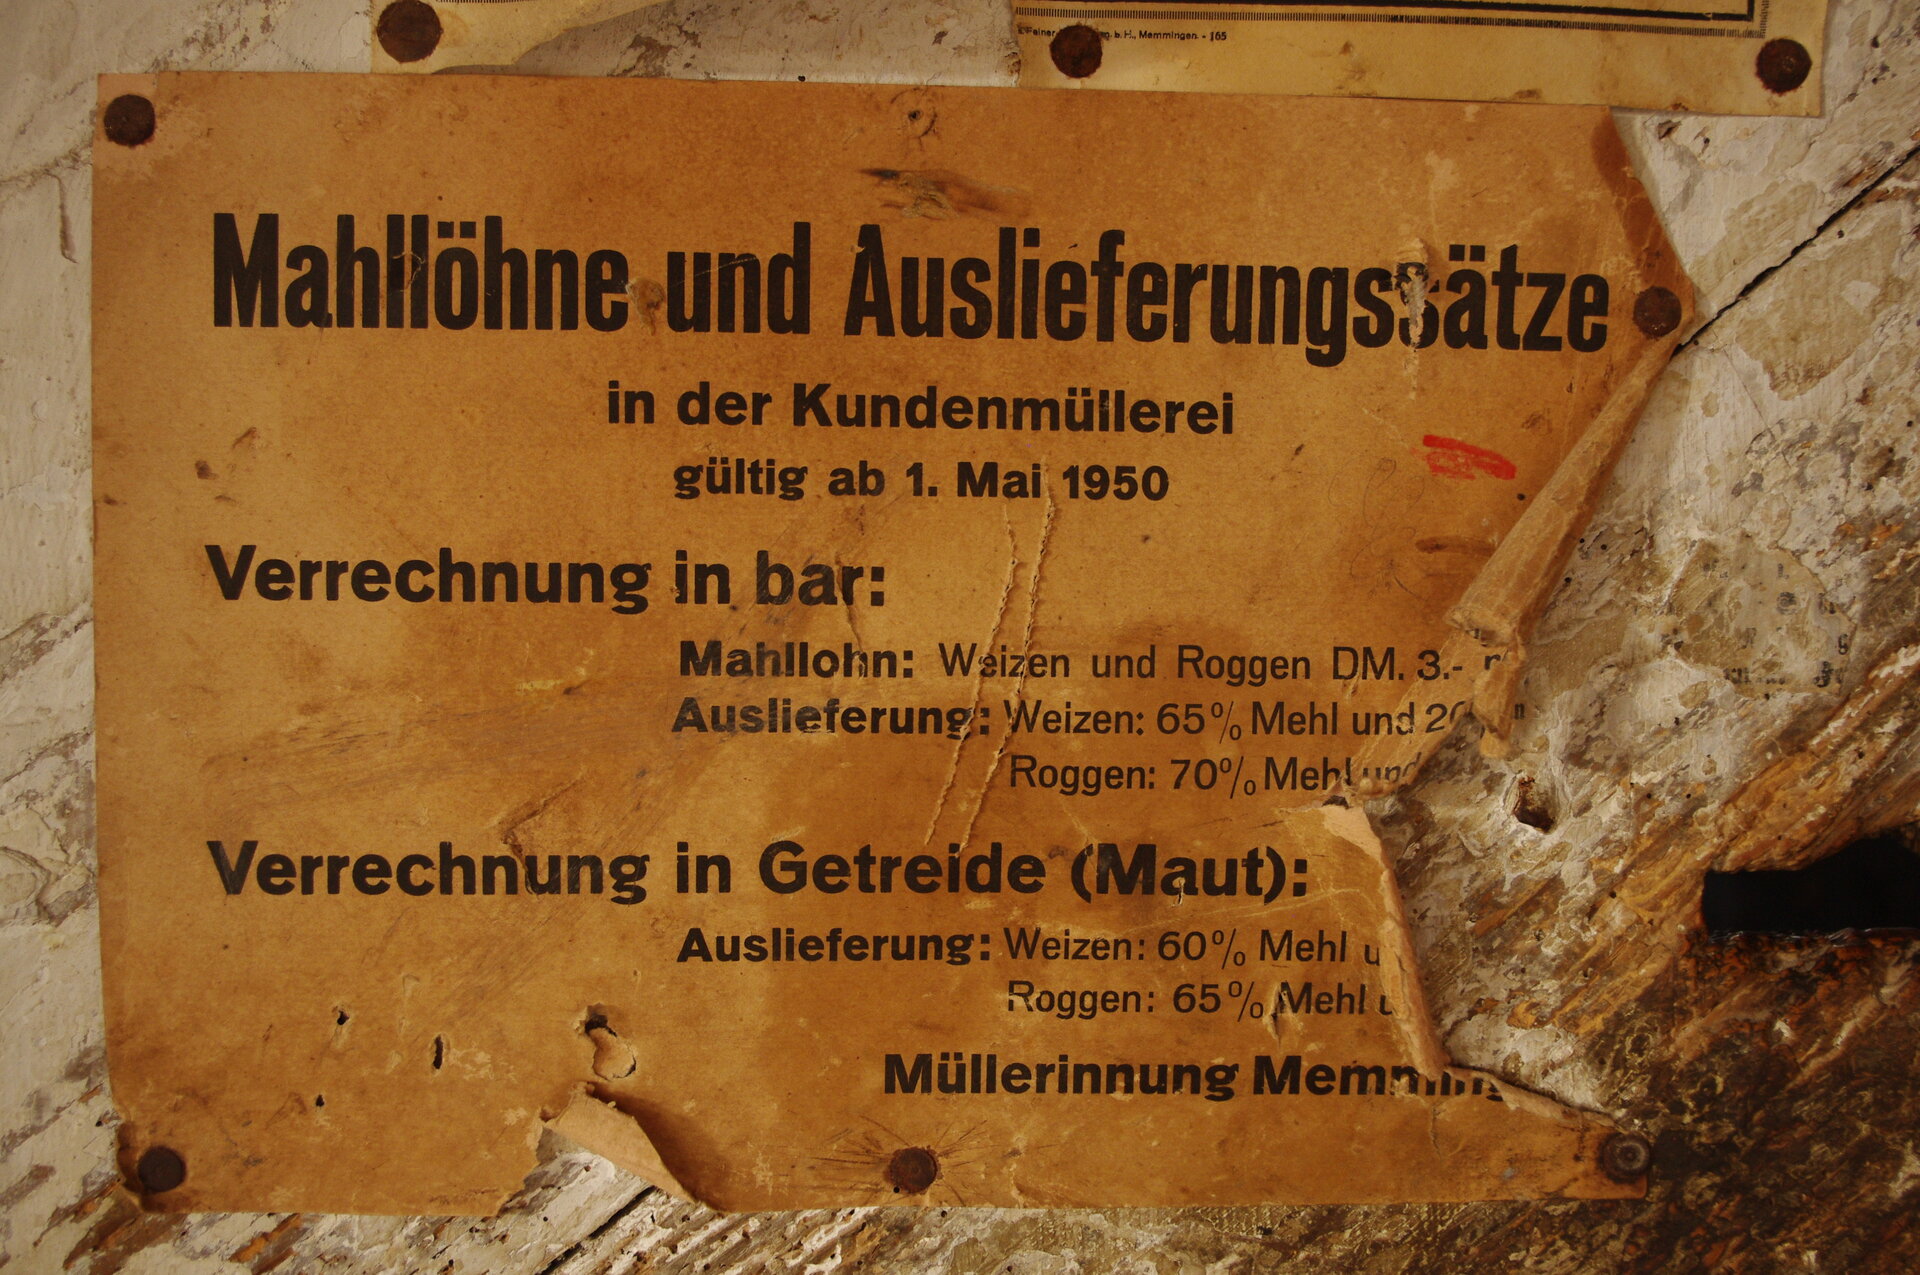 b. H., Memmingen. - 165
Mahllöhne und Auslieferungssätze
in der Kundenmüllerei
gültig ab 1. Mai 1950
Verrechnung in bar:
Mahllohn: Weizen und Roggen DM. 3.-
Auslieferung: Weizen: 65% Mehl und
Roggen: 70% Mehl und
Verrechnung in Getreide (Maut):
Auslieferung: Weizen: 60% Mehl
Roggen: 65% Mehl
Müllerinnung Memming